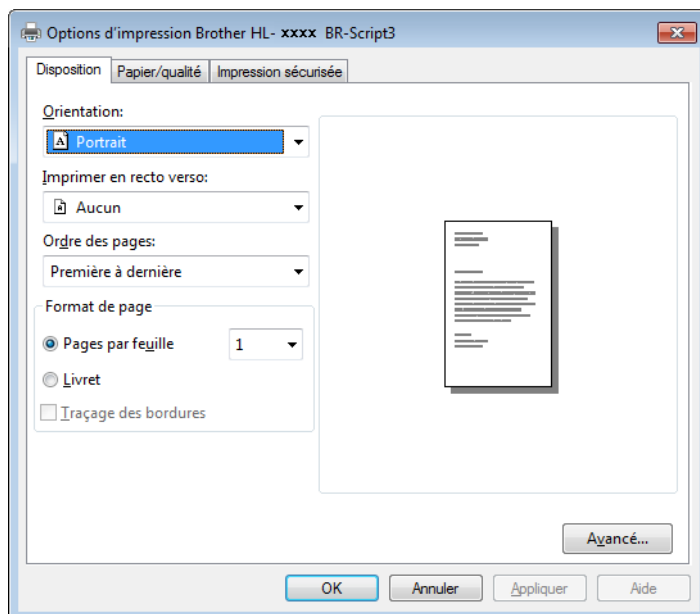 Options d'impression Brother HL- xxxx BR-Script3
Disposition Papier/qualité Impression sécurisée
Orientation:
Portrait
Imprimer en recto verso:
Aucun
Ordre des pages:
Première à dernière
Format de page
Pages par feuille 1
Livret
Traçage des bordures
Avancé...
OK Annuler Appliquer Aide